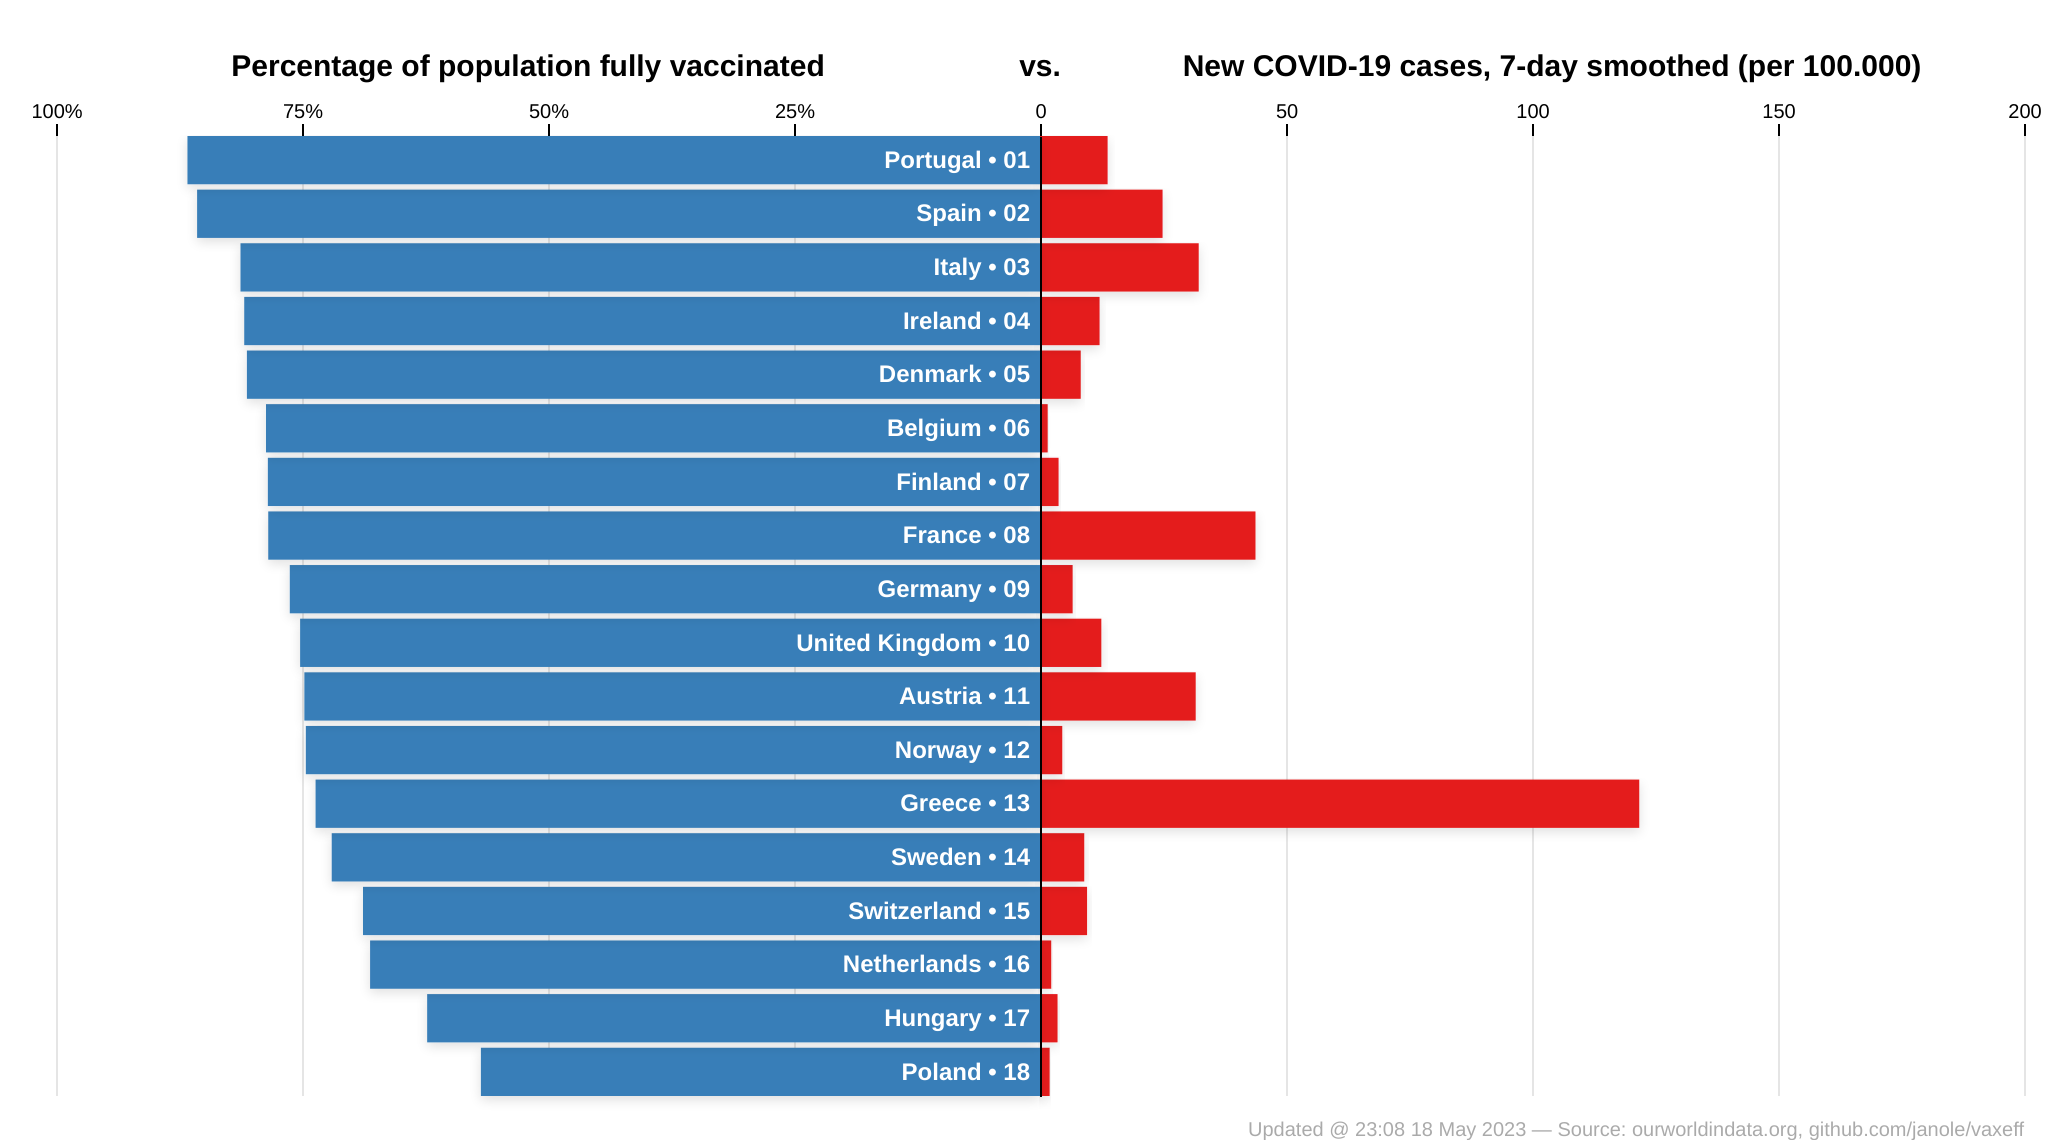 Percentage of population fully vaccinated vs. New COVID-19 cases, 7-day smoothed (per 100.000)
100% 75% 50% 25% 0 50 100 150 200
Portugal • 01
Spain • 02
Italy • 03
Ireland • 04
Denmark • 05
Belgium • 06
Finland • 07
France • 08
Germany • 09
United Kingdom • 10
Austria • 11
Norway • 12
Greece • 13
Sweden • 14
Switzerland • 15
Netherlands • 16
Hungary • 17
Poland • 18
Updated @ 23:08 18 May 2023 — Source: ourworldindata.org, github.com/janole/vaxeff